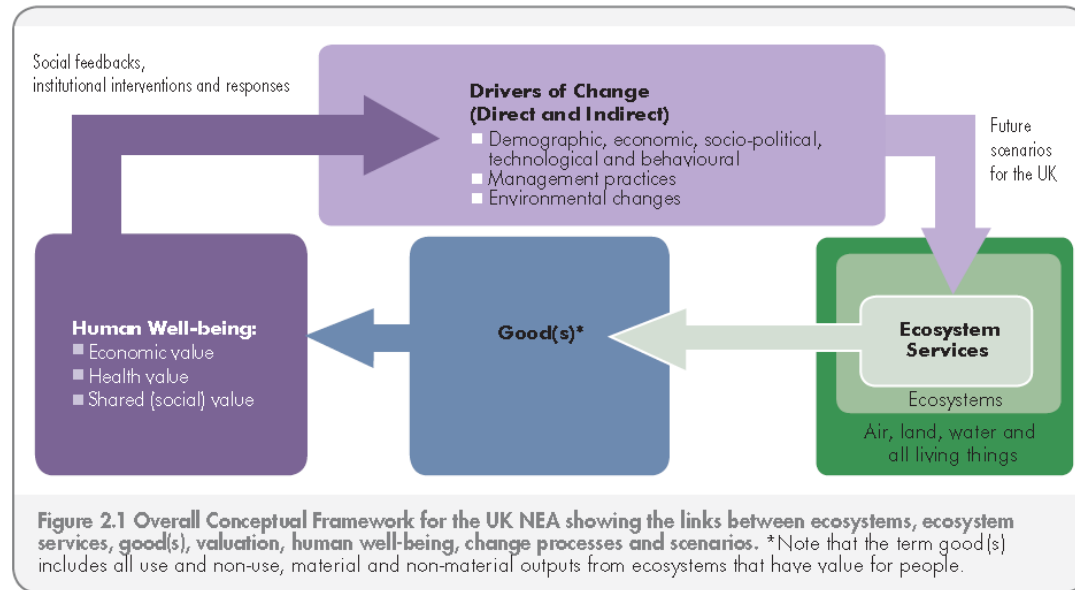 Social feedbacks,
institutional interventions and responses
Drivers of Change
(Direct and Indirect)
Demographic, economic, socio-political,
technological and behavioural
Management practices
Environmental changes
Future
scenarios
for the UK
Human Well-being:
Economic value
Health value
Shared (social) value
Good(s)*
Ecosystem
Services
Ecosystems
Air, land, water and
all living things
Figure 2.1 Overall Conceptual Framework for the UK NEA showing the links between ecosystems, ecosystem
services, good(s), valuation, human well-being, change processes and scenarios. *Note that the term good(s)
includes all use and non-use, material and non-material outputs from ecosystems that have value for people.